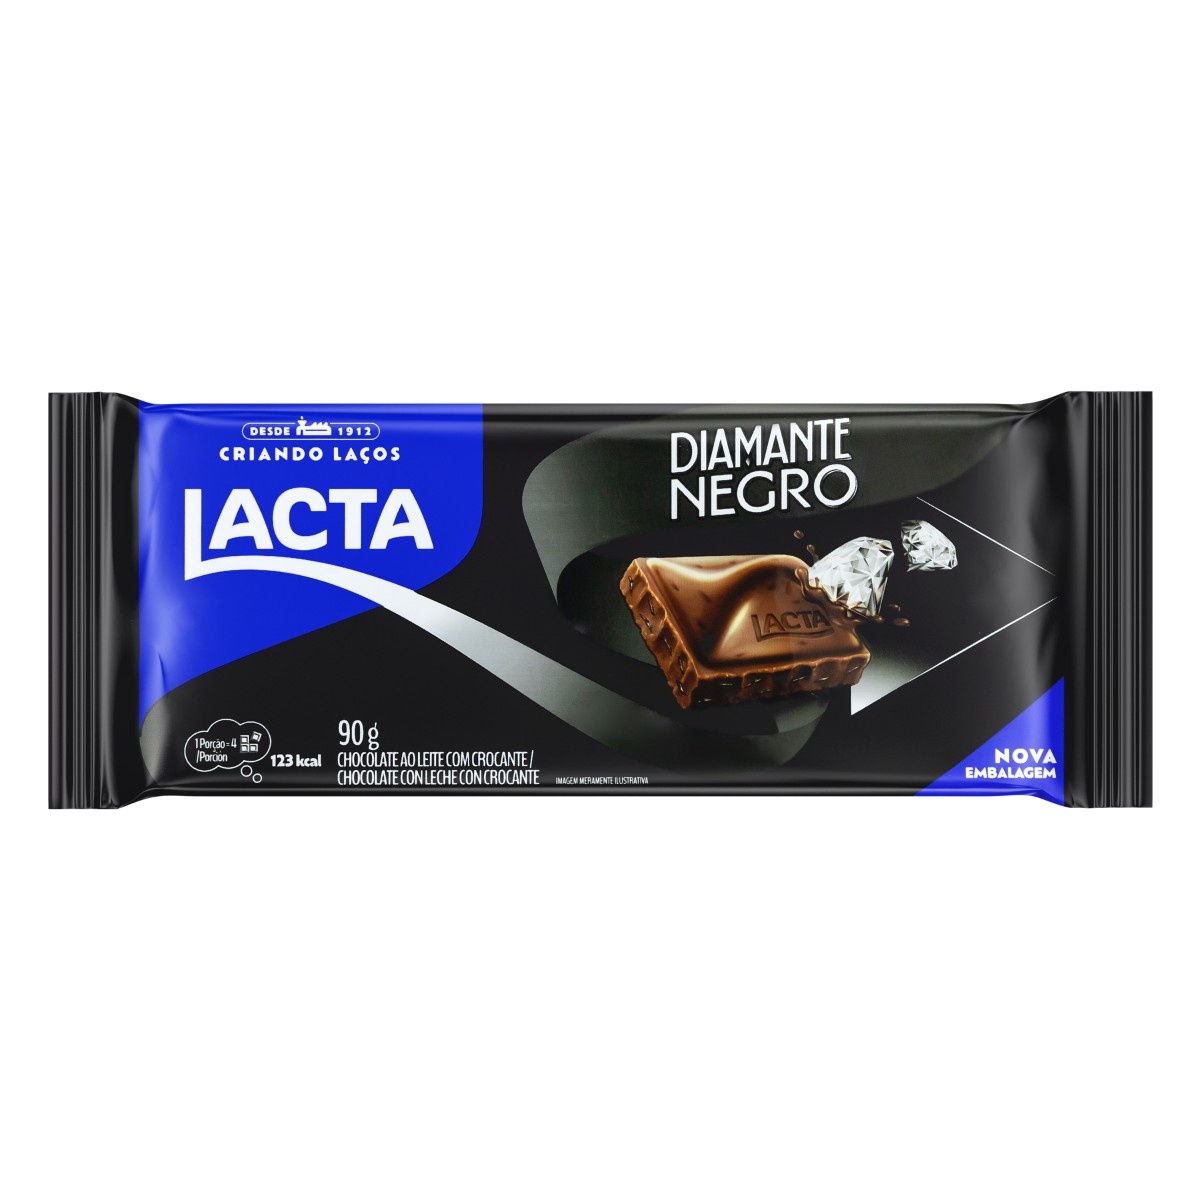 DESDE 1912
CRIANDO LAÇOS
LACTA
DIAMANTE
NEGRO
LACTA
1 Porção = 4
/Porción
123 kcal
90 g
CHOCOLATE AO LEITE COM CROCANTE /
CHOCOLATE CON LECHE CON CROCANTE
IMAGEM MERAMENTE ILUSTRATIVA
NOVA
EMBALAGEM